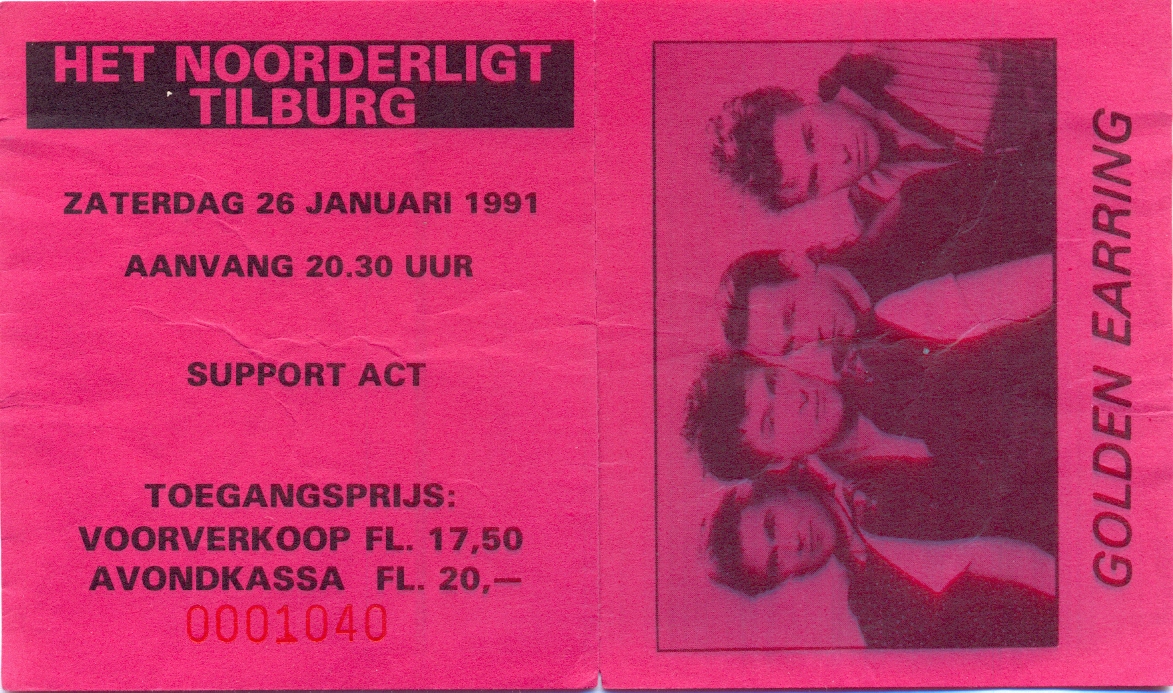 HET NOORDERLIGT
TILBURG
ZATERDAG 26 JANUARI 1991
AANVANG 20.30 UUR
SUPPORT ACT
TOEGANGSPRIJS:
VOORVERKOOP FL. 17,50
AVONDKASSA FL. 20,—
0001040
GOLDEN EARRING